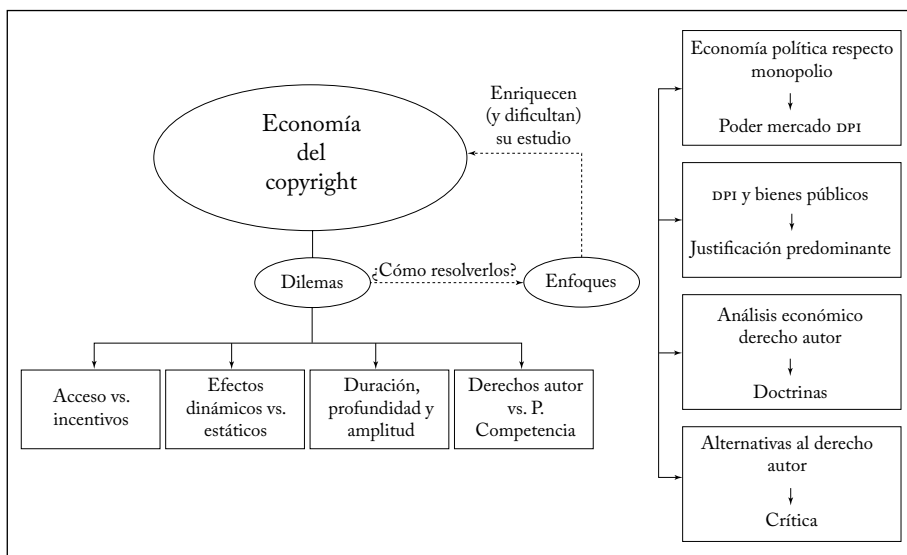 Economía
del
copyright
Enriquecen
(y dificultan)
su estudio
Dilemas
¿Cómo resolverlos?
Enfoques
Acceso vs.
incentivos
Efectos
dinámicos vs.
estáticos
Duración,
profundidad y
amplitud
Derechos autor
vs. P.
Competencia
Economía política respecto
monopolio
Poder mercado DPI
DPI y bienes públicos
Justificación predominante
Análisis económico
derecho autor
Doctrinas
Alternativas al derecho
autor
Crítica